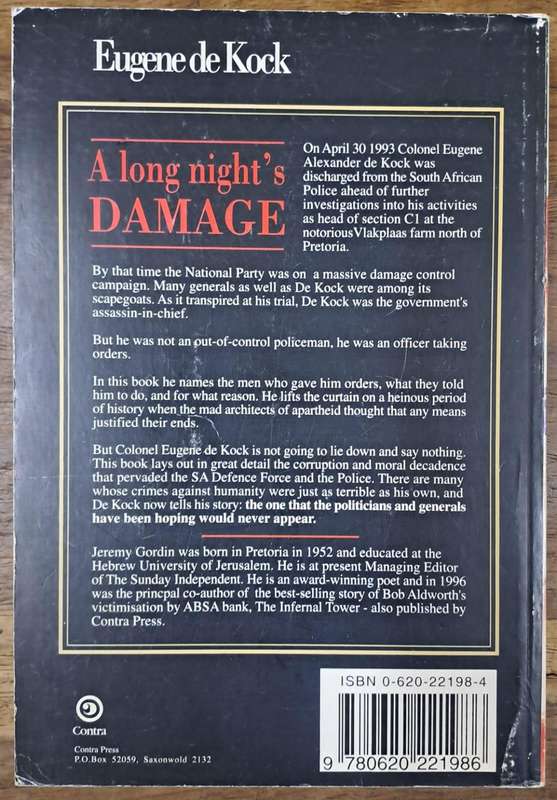 Eugene de Kock
A long night's
DAMAGE
On April 30 1993 Colonel Eugene
Alexander de Kock was
discharged from the South African
Police ahead of further
investigations into his activities
as head of section C1 at the
notorious Vlakplaas farm north of
Pretoria.
By that time the National Party was on a massive damage control
campaign. Many generals as well as De Kock were among its
scapegoats. As it transpired at his trial, De Kock was the government's
assassin-in-chief.
But he was not an out-of-control policeman, he was an officer taking
orders.
In this book he names the men who gave him orders, what they told
him to do, and for what reason. He lifts the curtain on a heinous period
of history when the mad architects of apartheid thought that any means
justified their ends.
But Colonel Eugene de Kock is not going to lie down and say nothing.
This book lays out in great detail the corruption and moral decadence
that pervaded the SA Defence Force and the Police. There are many
whose crimes against humanity were just as terrible as his own, and
De Kock now tells his story: the one that the politicians and generals
have been hoping would never appear.
Jeremy Gordin was born in Pretoria in 1952 and educated at the
Hebrew University of Jerusalem. He is at present Managing Editor
of The Sunday Independent. He is an award-winning poet and in 1996
was the princpal co-author of the best-selling story of Bob Aldworth's
victimisation by ABSA bank, The Infernal Tower - also published by
Contra Press.
Contra
Contra Press
P.O.Box 52059, Saxonwold 2132
ISBN 0-620-22198-4
9 780620 221986